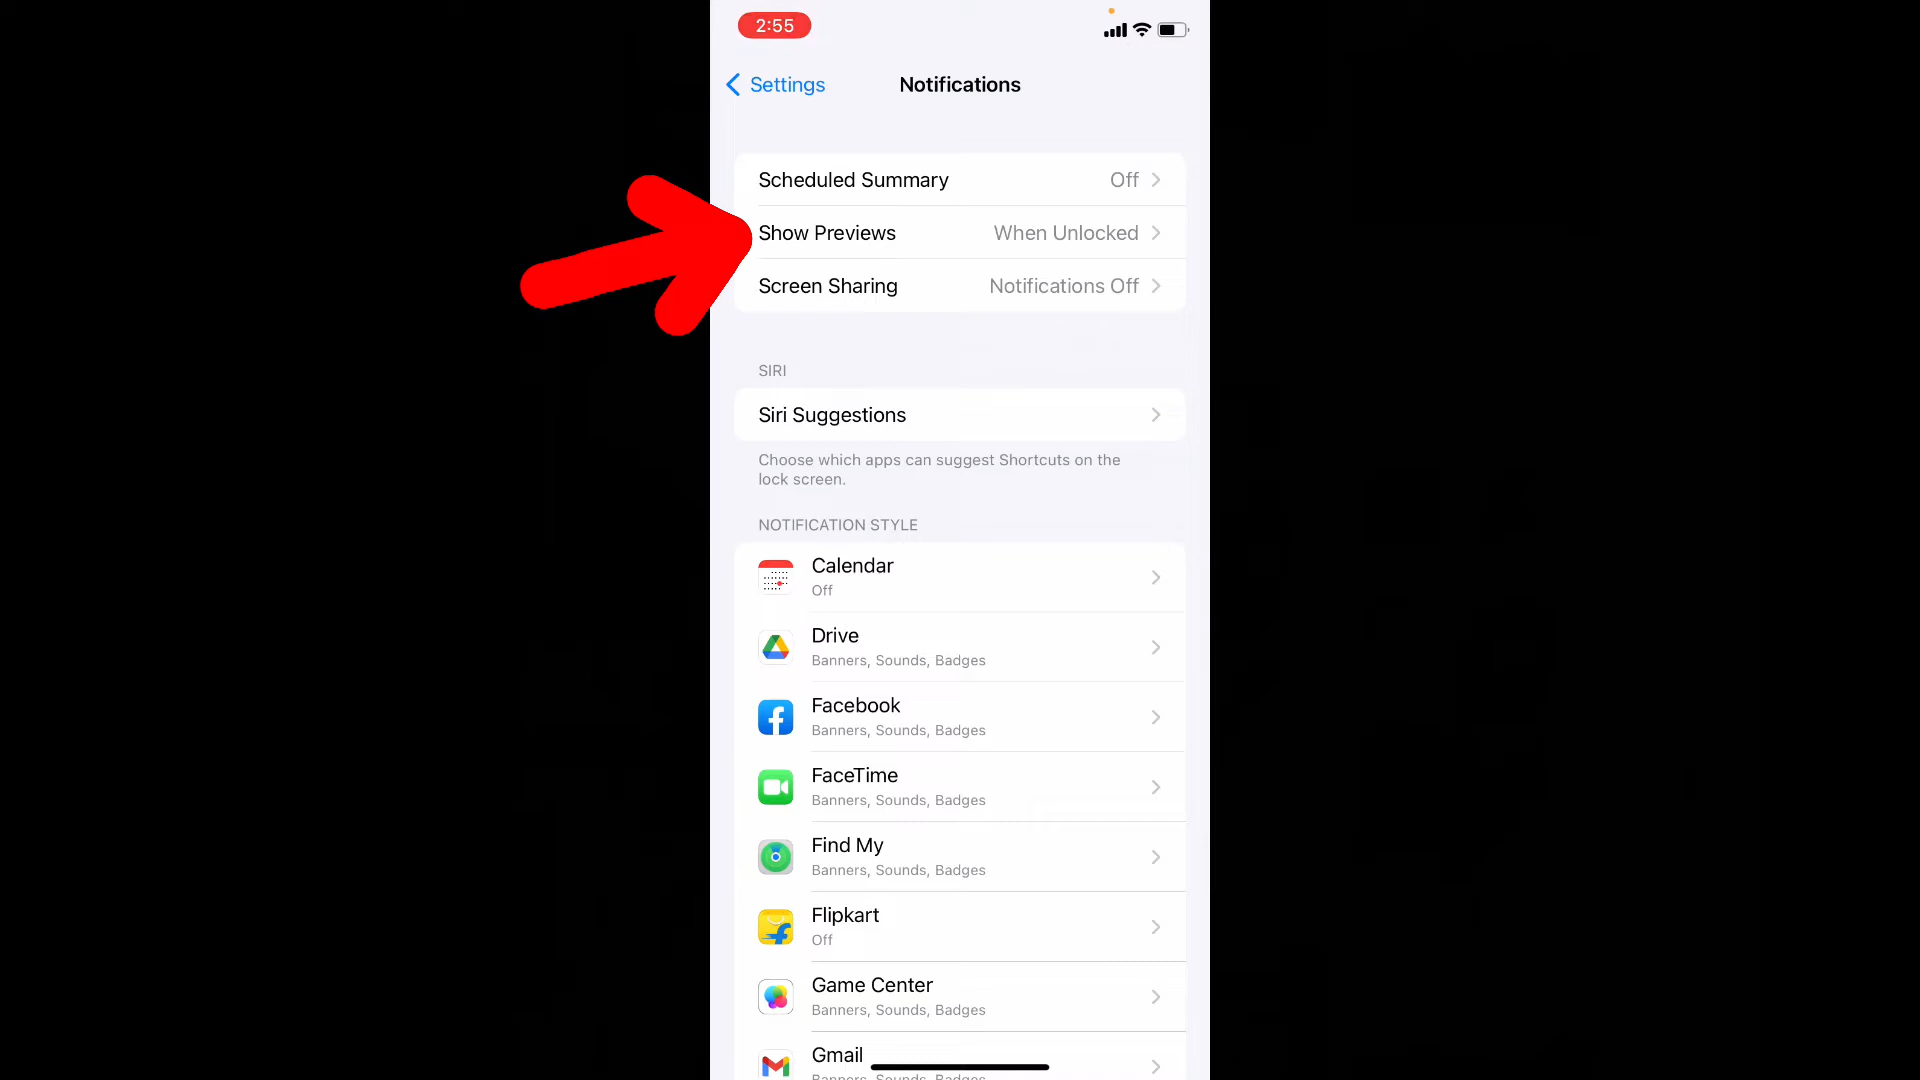 2:55
Settings
Notifications
Scheduled Summary Off
Show Previews When Unlocked
Screen Sharing Notifications Off
SIRI
Siri Suggestions
Choose which apps can suggest Shortcuts on the
lock screen.
NOTIFICATION STYLE
Calendar
Off
Drive
Banners, Sounds, Badges
Facebook
Banners, Sounds, Badges
FaceTime
Banners, Sounds, Badges
Find My
Banners, Sounds, Badges
Flipkart
Off
Game Center
Banners, Sounds, Badges
Gmail
Banners, Sounds, Badges